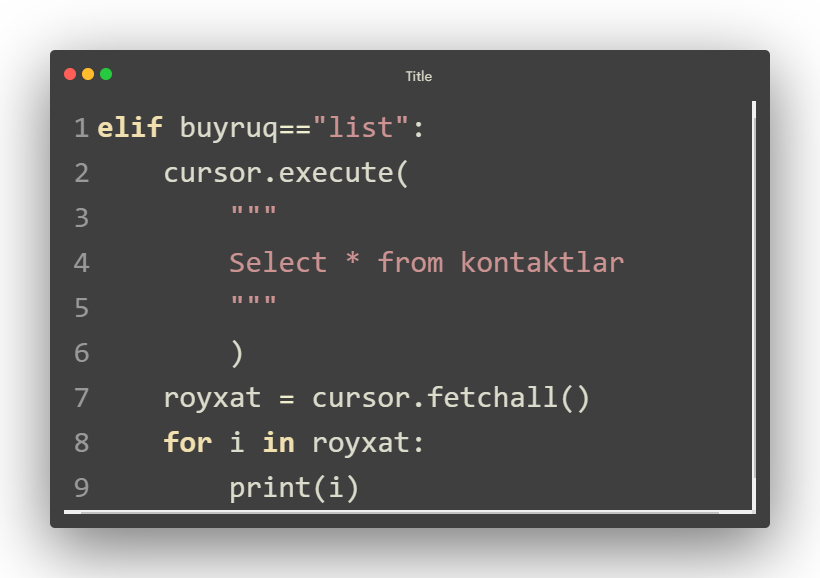 Title
1 elif buyruq=="list":
2     cursor.execute(
3         """
4         Select * from kontaktlar
5         """
6         )
7     royxat = cursor.fetchall()
8     for i in royxat:
9         print(i)